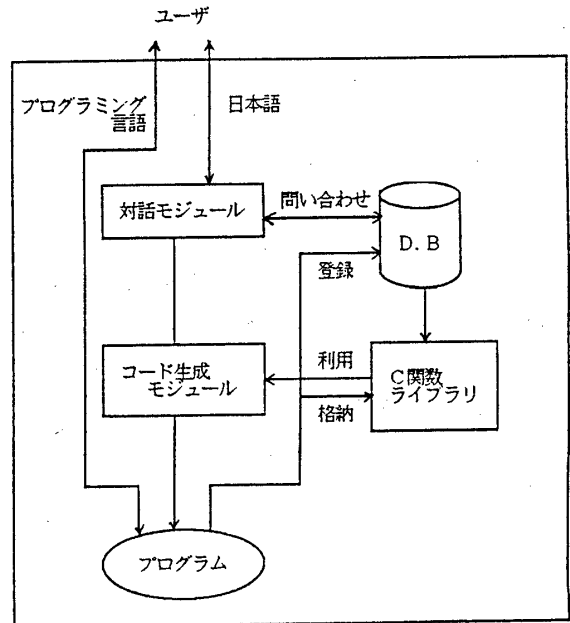 ユーザ
プログラミング
言語
日本語
対話モジュール
問い合わせ
D.B
登録
コード生成
モジュール
利用
C関数
ライブラリ
格納
プログラム